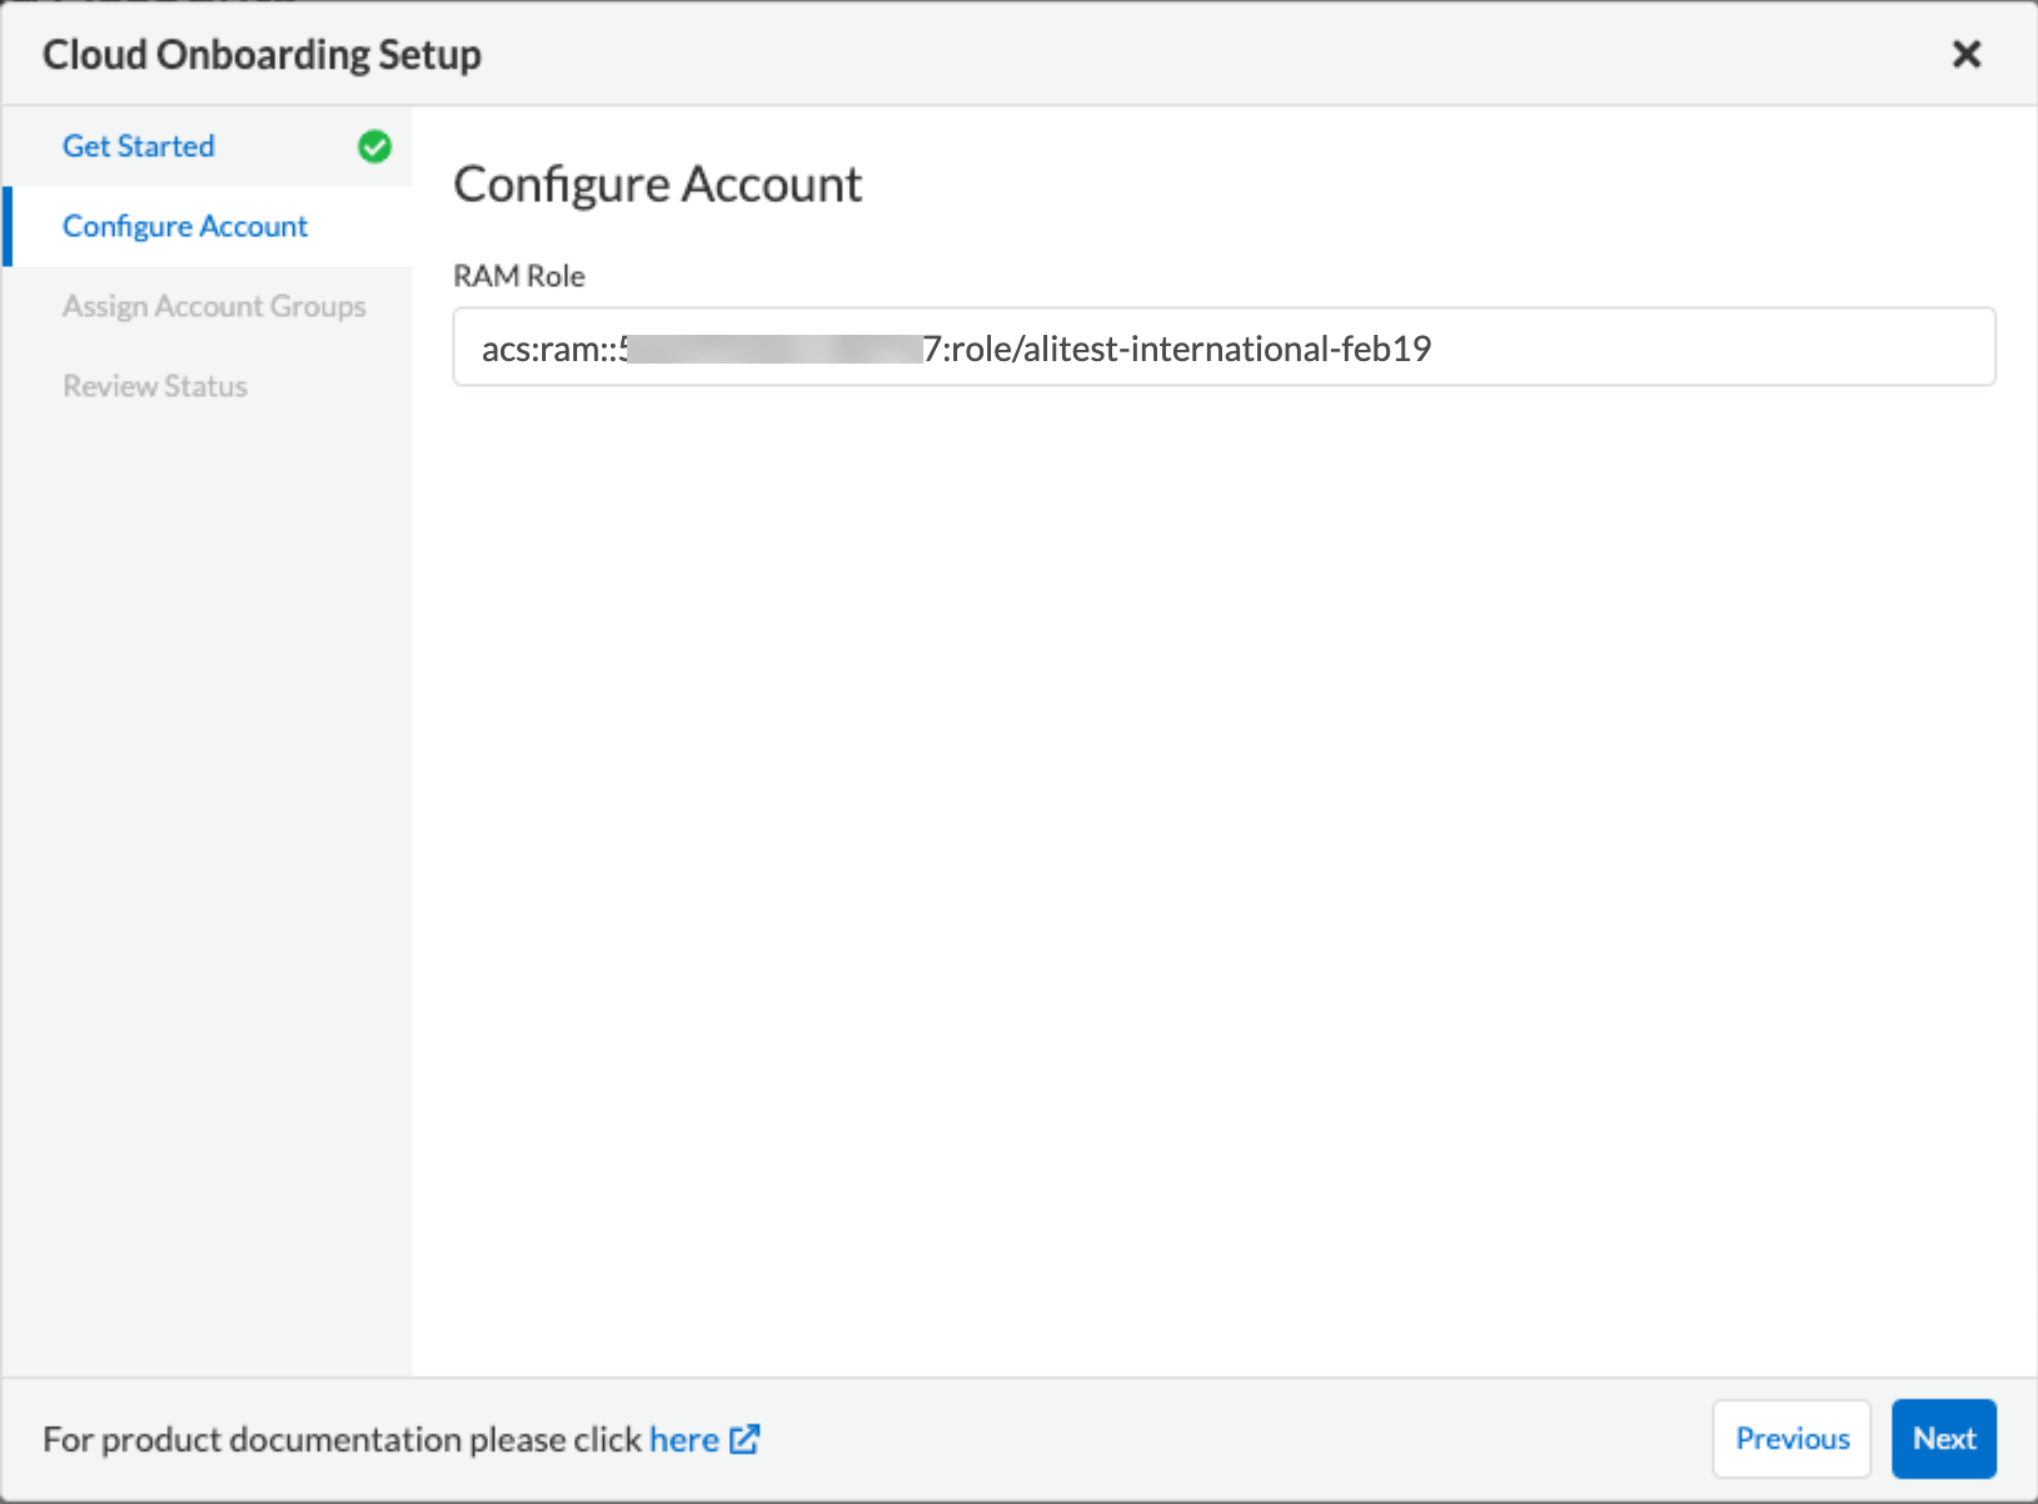 Cloud Onboarding Setup
Get Started
Configure Account
Assign Account Groups
Review Status
Configure Account
RAM Role
acs:ram::5 7:role/alitest-international-feb19
For product documentation please click here
Previous
Next